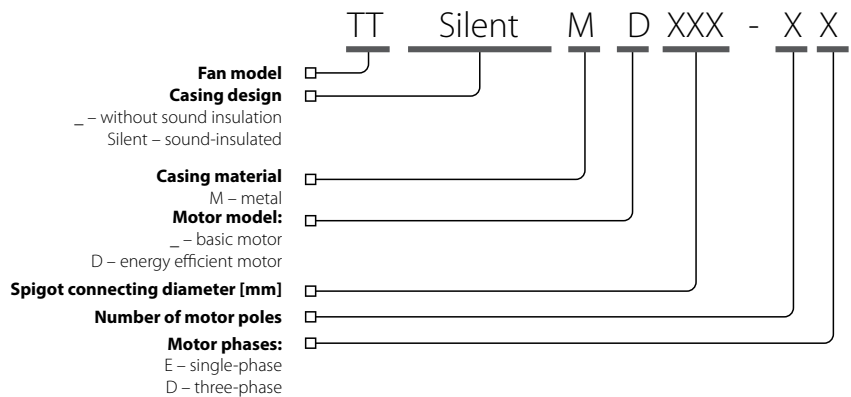 TT Silent M D XXX - X X
Fan model
Casing design
_ – without sound insulation
Silent – sound-insulated
Casing material
M – metal
Motor model:
_ – basic motor
D – energy efficient motor
Spigot connecting diameter [mm]
Number of motor poles
Motor phases:
E – single-phase
D – three-phase